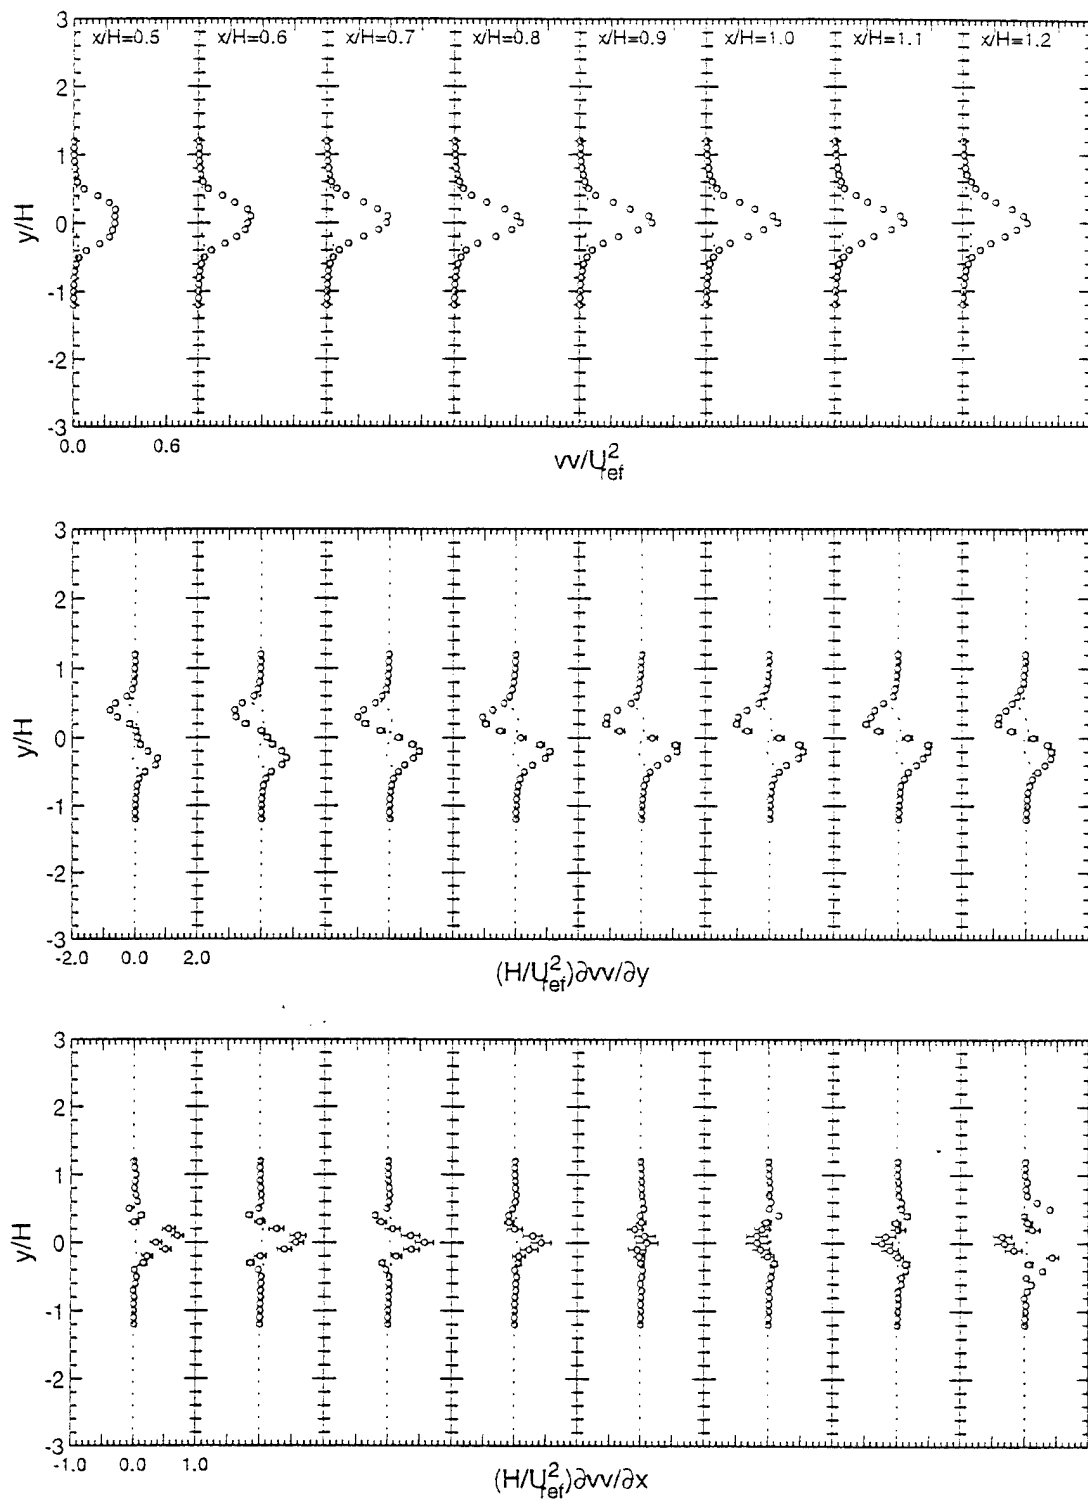 3
x/H=0.5 x/H=0.6 x/H=0.7 x/H=0.8 x/H=0.9 x/H=1.0 x/H=1.1 x/H=1.2
2
1
y/H
0
-1
-2
-3
0.0 0.6
vv/U²ref
3
2
1
y/H
0
-1
-2
-3
-2.0 0.0 2.0
(H/U²ref)∂vv/∂y
3
2
1
y/H
0
-1
-2
-3
-1.0 0.0 1.0
(H/U²ref)∂vv/∂x